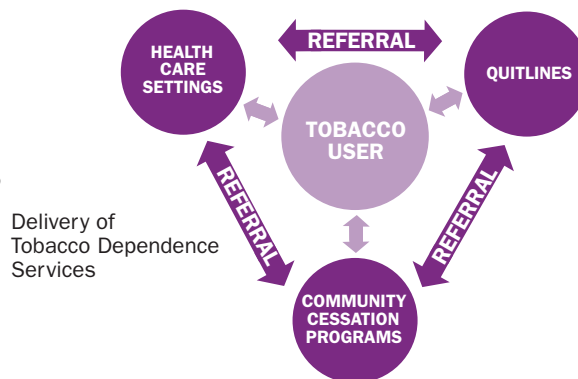 HEALTH
CARE
SETTINGS
REFERRAL
QUITLINES
TOBACCO
USER
REFERRAL
REFERRAL
Delivery of
Tobacco Dependence
Services
COMMUNITY
CESSATION
PROGRAMS